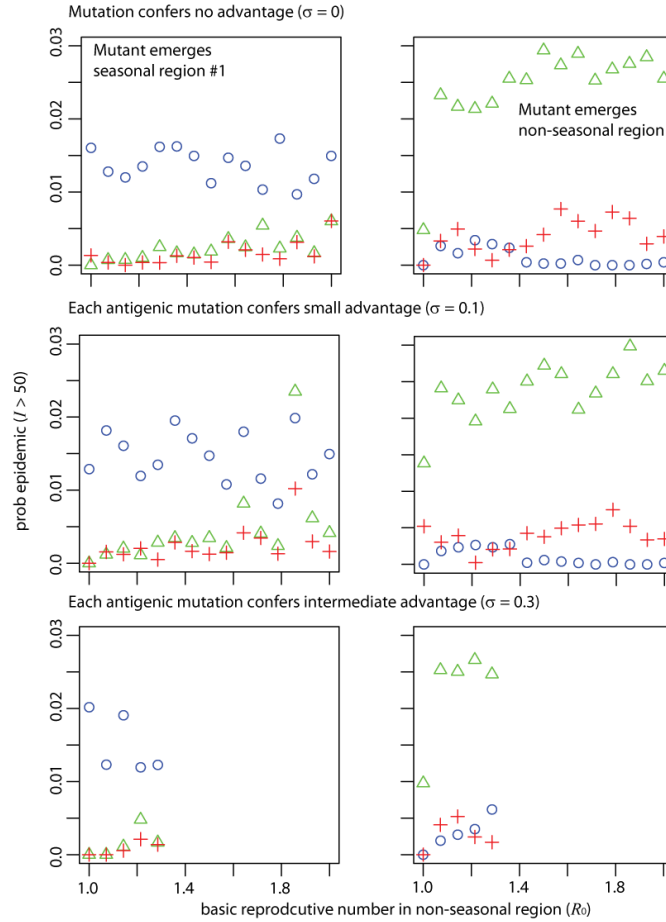 Mutation confers no advantage (σ = 0)
0.03
0.02
0.01
0.0
Mutant emerges
seasonal region #1
Mutant emerges
non-seasonal region
Each antigenic mutation confers small advantage (σ = 0.1)
prob epidemic (I > 50)
0.03
0.02
0.01
0.00
Each antigenic mutation confers intermediate advantage (σ = 0.3)
0.03
0.02
0.01
0.00
1.0 1.4 1.8 1.0 1.4 1.8
basic reprodcutive number in non-seasonal region (R₀)